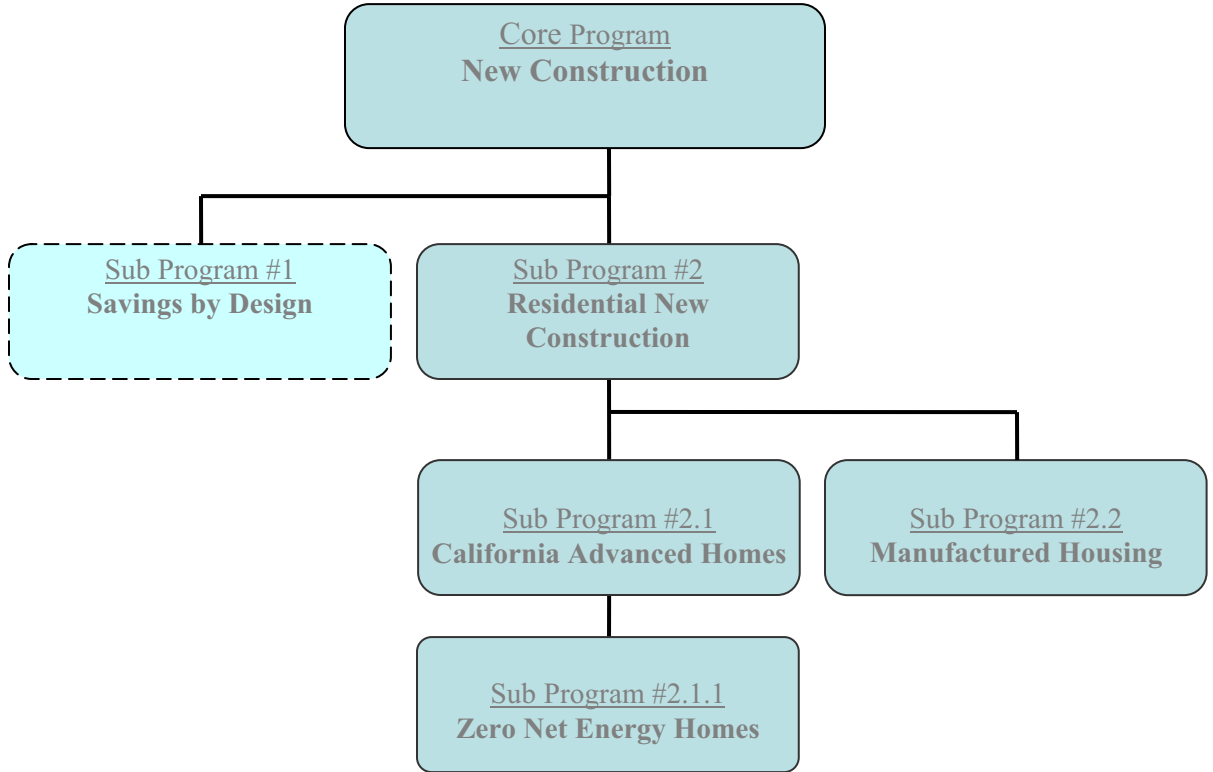 Core Program
New Construction
Sub Program #1
Savings by Design
Sub Program #2
Residential New
Construction
Sub Program #2.1
California Advanced Homes
Sub Program #2.2
Manufactured Housing
Sub Program #2.1.1
Zero Net Energy Homes